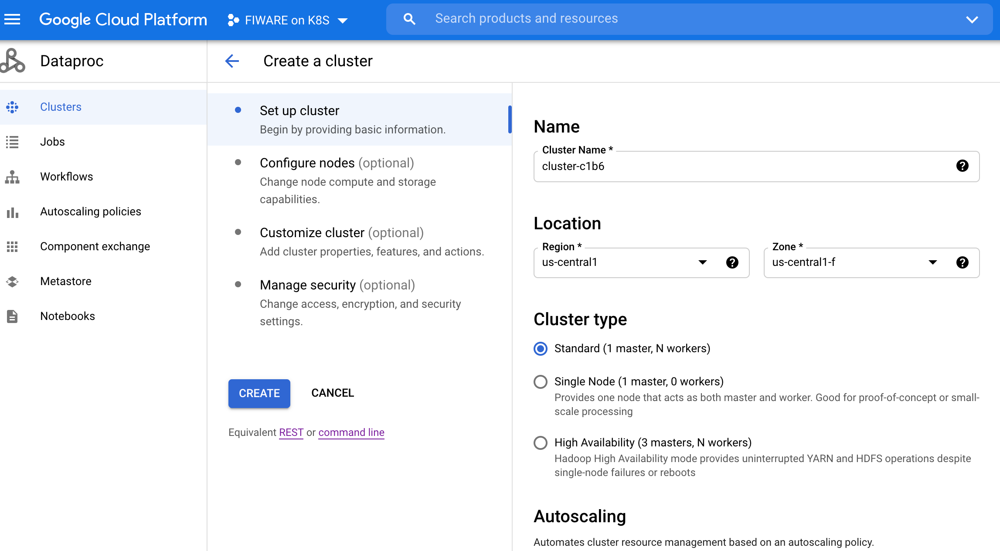 Google Cloud Platform
FIWARE on K8S
Search products and resources
Dataproc
Create a cluster
Clusters
Jobs
Workflows
Autoscaling policies
Component exchange
Metastore
Notebooks
Set up cluster
Begin by providing basic information.
Configure nodes (optional)
Change node compute and storage
capabilities.
Customize cluster (optional)
Add cluster properties, features, and actions.
Manage security (optional)
Change access, encryption, and security
settings.
CREATE CANCEL
Equivalent REST or command line
Name
Cluster Name *
cluster-c1b6
Location
Region *
us-central1
Zone *
us-central1-f
Cluster type
Standard (1 master, N workers)
Single Node (1 master, 0 workers)
Provides one node that acts as both master and worker. Good for proof-of-concept or small-
scale processing
High Availability (3 masters, N workers)
Hadoop High Availability mode provides uninterrupted YARN and HDFS operations despite
single-node failures or reboots
Autoscaling
Automates cluster resource management based on an autoscaling policy.